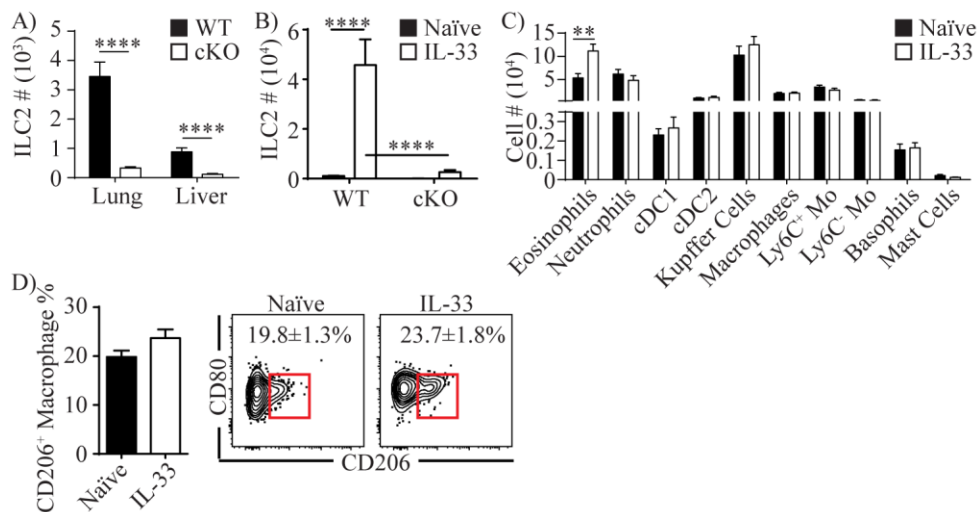 A)
WT
cKO
ILC2 # (10³)
5
4
3
2
1
0
****
****
Lung
Liver
B)
Naïve
IL-33
ILC2 # (10⁴)
6
4
2
0
****
****
WT
cKO
C)
Naïve
IL-33
Cell # (10⁴)
15
10
5
0.2
0.1
0
**
Eosinophils
Neutrophils
cDC1
cDC2
Kupffer Cells
Macrophages
Ly6C⁺ Mo
Ly6C⁻ Mo
Basophils
Mast Cells
D)
CD206⁺ Macrophage %
30
20
10
0
Naïve
IL-33
Naïve
IL-33
19.8±1.3%
23.7±1.8%
CD80
CD206